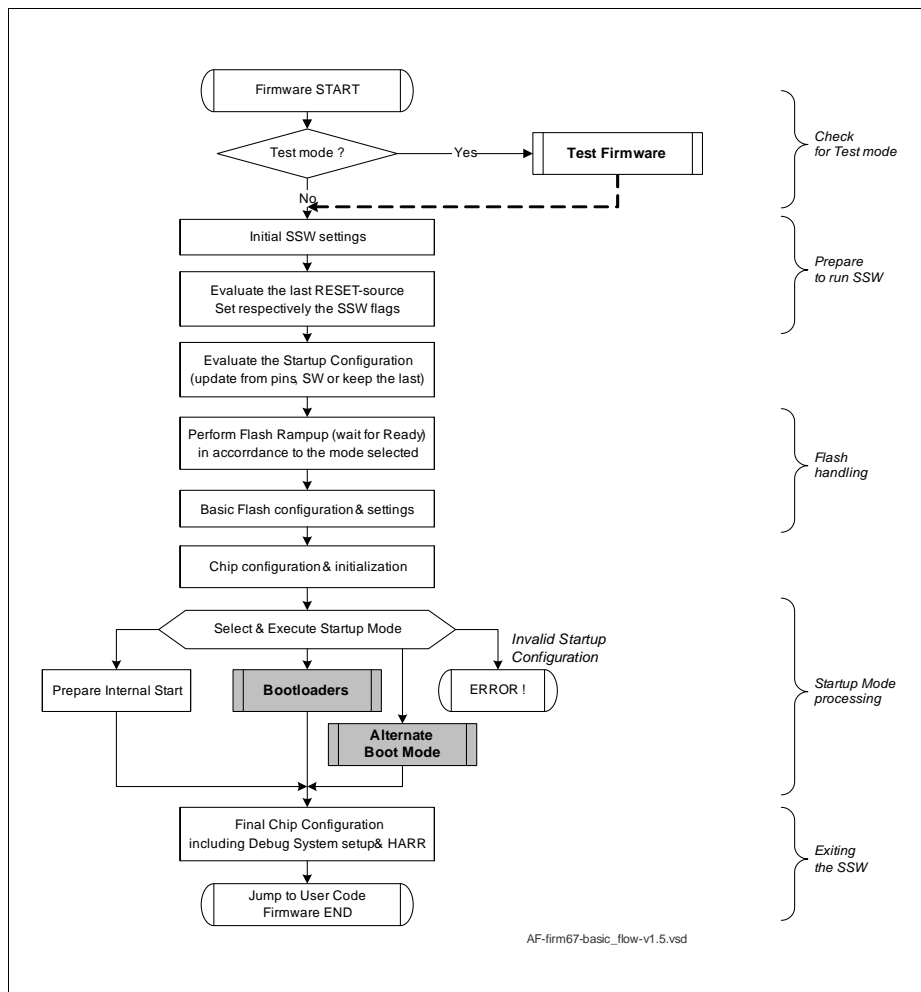 Firmware START
Test mode ?
Yes
Test Firmware
Check
for Test mode
No
Initial SSW settings
Evaluate the last RESET-source
Set respectively the SSW flags
Prepare
to run SSW
Evaluate the Startup Configuration
(update from pins, SW or keep the last)
Perform Flash Rampup (wait for Ready)
in accorrdance to the mode selected
Flash
handling
Basic Flash configuration & settings
Chip configuration & initialization
Select & Execute Startup Mode
Invalid Startup
Configuration
Prepare Internal Start
Bootloaders
ERROR !
Startup Mode
processing
Alternate
Boot Mode
Final Chip Configuration
including Debug System setup& HARR
Exiting
the SSW
Jump to User Code
Firmware END
AF-firm67-basic_flow-v1.5.vsd